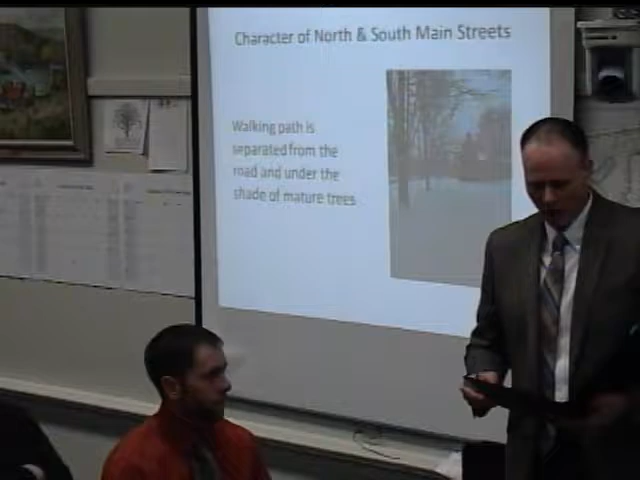 Character of North & South Main Streets
Walking path is
separated from the
road and under the
shade of mature trees